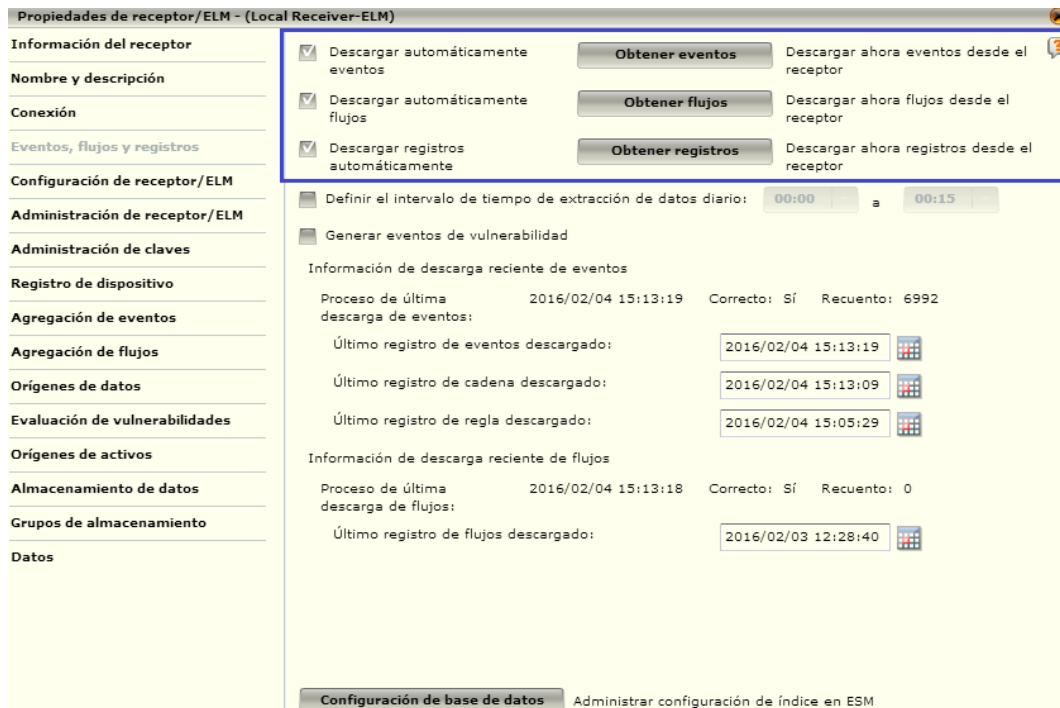 Propiedades de receptor/ELM - (Local Receiver-ELM)
Información del receptor
Nombre y descripción
Conexión
Eventos, flujos y registros
Configuración de receptor/ELM
Administración de receptor/ELM
Administración de claves
Registro de dispositivo
Agregación de eventos
Agregación de flujos
Orígenes de datos
Evaluación de vulnerabilidades
Orígenes de activos
Almacenamiento de datos
Grupos de almacenamiento
Datos
Descargar automáticamente
eventos
Obtener eventos
Descargar ahora eventos desde el
receptor
Descargar automáticamente
flujos
Obtener flujos
Descargar ahora flujos desde el
receptor
Descargar registros
automáticamente
Obtener registros
Descargar ahora registros desde el
receptor
Definir el intervalo de tiempo de extracción de datos diario: 00:00 a 00:15
Generar eventos de vulnerabilidad
Información de descarga reciente de eventos
Proceso de última
descarga de eventos:
2016/02/04 15:13:19 Correcto: Sí Recuento: 6992
Último registro de eventos descargado: 2016/02/04 15:13:19
Último registro de cadena descargado: 2016/02/04 15:13:09
Último registro de regla descargado: 2016/02/04 15:05:29
Información de descarga reciente de flujos
Proceso de última
descarga de flujos:
2016/02/04 15:13:18 Correcto: Sí Recuento: 0
Último registro de flujos descargado: 2016/02/03 12:28:40
Configuración de base de datos Administrar configuración de índice en ESM